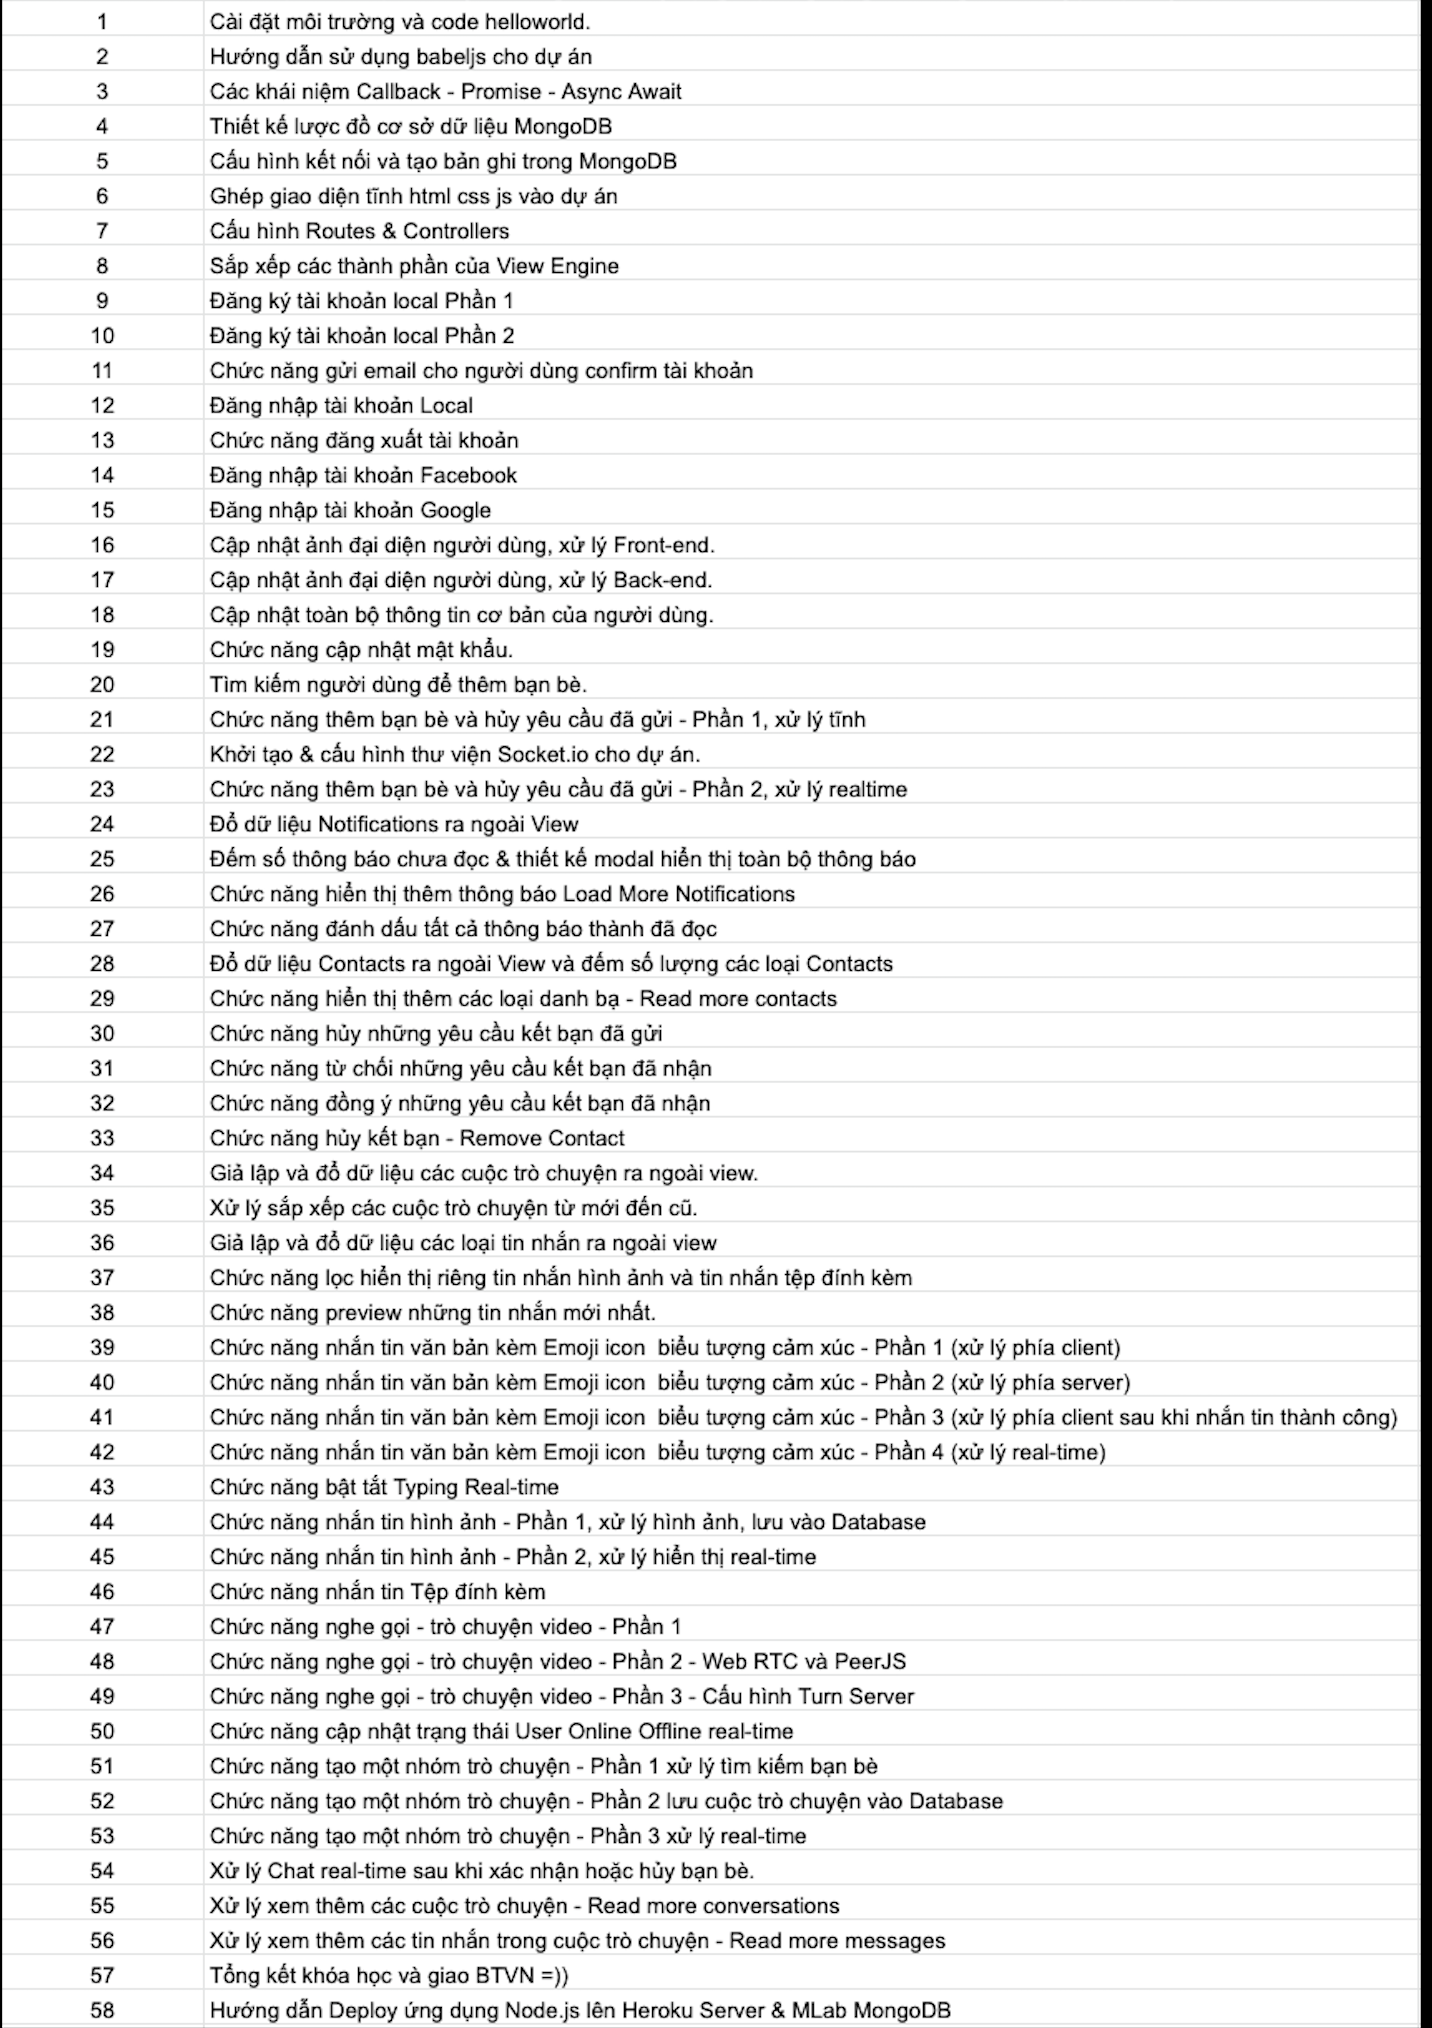 1 Cài đặt môi trường và code helloworld.
2 Hướng dẫn sử dụng babeljs cho dự án
3 Các khái niệm Callback - Promise - Async Await
4 Thiết kế lược đồ cơ sở dữ liệu MongoDB
5 Cấu hình kết nối và tạo bản ghi trong MongoDB
6 Ghép giao diện tĩnh html css js vào dự án
7 Cấu hình Routes & Controllers
8 Sắp xếp các thành phần của View Engine
9 Đăng ký tài khoản local Phần 1
10 Đăng ký tài khoản local Phần 2
11 Chức năng gửi email cho người dùng confirm tài khoản
12 Đăng nhập tài khoản Local
13 Chức năng đăng xuất tài khoản
14 Đăng nhập tài khoản Facebook
15 Đăng nhập tài khoản Google
16 Cập nhật ảnh đại diện người dùng, xử lý Front-end.
17 Cập nhật ảnh đại diện người dùng, xử lý Back-end.
18 Cập nhật toàn bộ thông tin cơ bản của người dùng.
19 Chức năng cập nhật mật khẩu.
20 Tìm kiếm người dùng để thêm bạn bè.
21 Chức năng thêm bạn bè và hủy yêu cầu đã gửi - Phần 1, xử lý tĩnh
22 Khởi tạo & cấu hình thư viện Socket.io cho dự án.
23 Chức năng thêm bạn bè và hủy yêu cầu đã gửi - Phần 2, xử lý realtime
24 Đổ dữ liệu Notifications ra ngoài View
25 Đếm số thông báo chưa đọc & thiết kế modal hiển thị toàn bộ thông báo
26 Chức năng hiển thị thêm thông báo Load More Notifications
27 Chức năng đánh dấu tất cả thông báo thành đã đọc
28 Đổ dữ liệu Contacts ra ngoài View và đếm số lượng các loại Contacts
29 Chức năng hiển thị thêm các loại danh bạ - Read more contacts
30 Chức năng hủy những yêu cầu kết bạn đã gửi
31 Chức năng từ chối những yêu cầu kết bạn đã nhận
32 Chức năng đồng ý những yêu cầu kết bạn đã nhận
33 Chức năng hủy kết bạn - Remove Contact
34 Giả lập và đổ dữ liệu các cuộc trò chuyện ra ngoài view.
35 Xử lý sắp xếp các cuộc trò chuyện từ mới đến cũ.
36 Giả lập và đổ dữ liệu các loại tin nhắn ra ngoài view
37 Chức năng lọc hiển thị riêng tin nhắn hình ảnh và tin nhắn tệp đính kèm
38 Chức năng preview những tin nhắn mới nhất.
39 Chức năng nhắn tin văn bản kèm Emoji icon  biểu tượng cảm xúc - Phần 1 (xử lý phía client)
40 Chức năng nhắn tin văn bản kèm Emoji icon  biểu tượng cảm xúc - Phần 2 (xử lý phía server)
41 Chức năng nhắn tin văn bản kèm Emoji icon  biểu tượng cảm xúc - Phần 3 (xử lý phía client sau khi nhắn tin thành công)
42 Chức năng nhắn tin văn bản kèm Emoji icon  biểu tượng cảm xúc - Phần 4 (xử lý real-time)
43 Chức năng bật tắt Typing Real-time
44 Chức năng nhắn tin hình ảnh - Phần 1, xử lý hình ảnh, lưu vào Database
45 Chức năng nhắn tin hình ảnh - Phần 2, xử lý hiển thị real-time
46 Chức năng nhắn tin Tệp đính kèm
47 Chức năng nghe gọi - trò chuyện video - Phần 1
48 Chức năng nghe gọi - trò chuyện video - Phần 2 - Web RTC và PeerJS
49 Chức năng nghe gọi - trò chuyện video - Phần 3 - Cấu hình Turn Server
50 Chức năng cập nhật trạng thái User Online Offline real-time
51 Chức năng tạo một nhóm trò chuyện - Phần 1 xử lý tìm kiếm bạn bè
52 Chức năng tạo một nhóm trò chuyện - Phần 2 lưu cuộc trò chuyện vào Database
53 Chức năng tạo một nhóm trò chuyện - Phần 3 xử lý real-time
54 Xử lý Chat real-time sau khi xác nhận hoặc hủy bạn bè.
55 Xử lý xem thêm các cuộc trò chuyện - Read more conversations
56 Xử lý xem thêm các tin nhắn trong cuộc trò chuyện - Read more messages
57 Tổng kết khóa học và giao BTVN =))
58 Hướng dẫn Deploy ứng dụng Node.js lên Heroku Server & MLab MongoDB